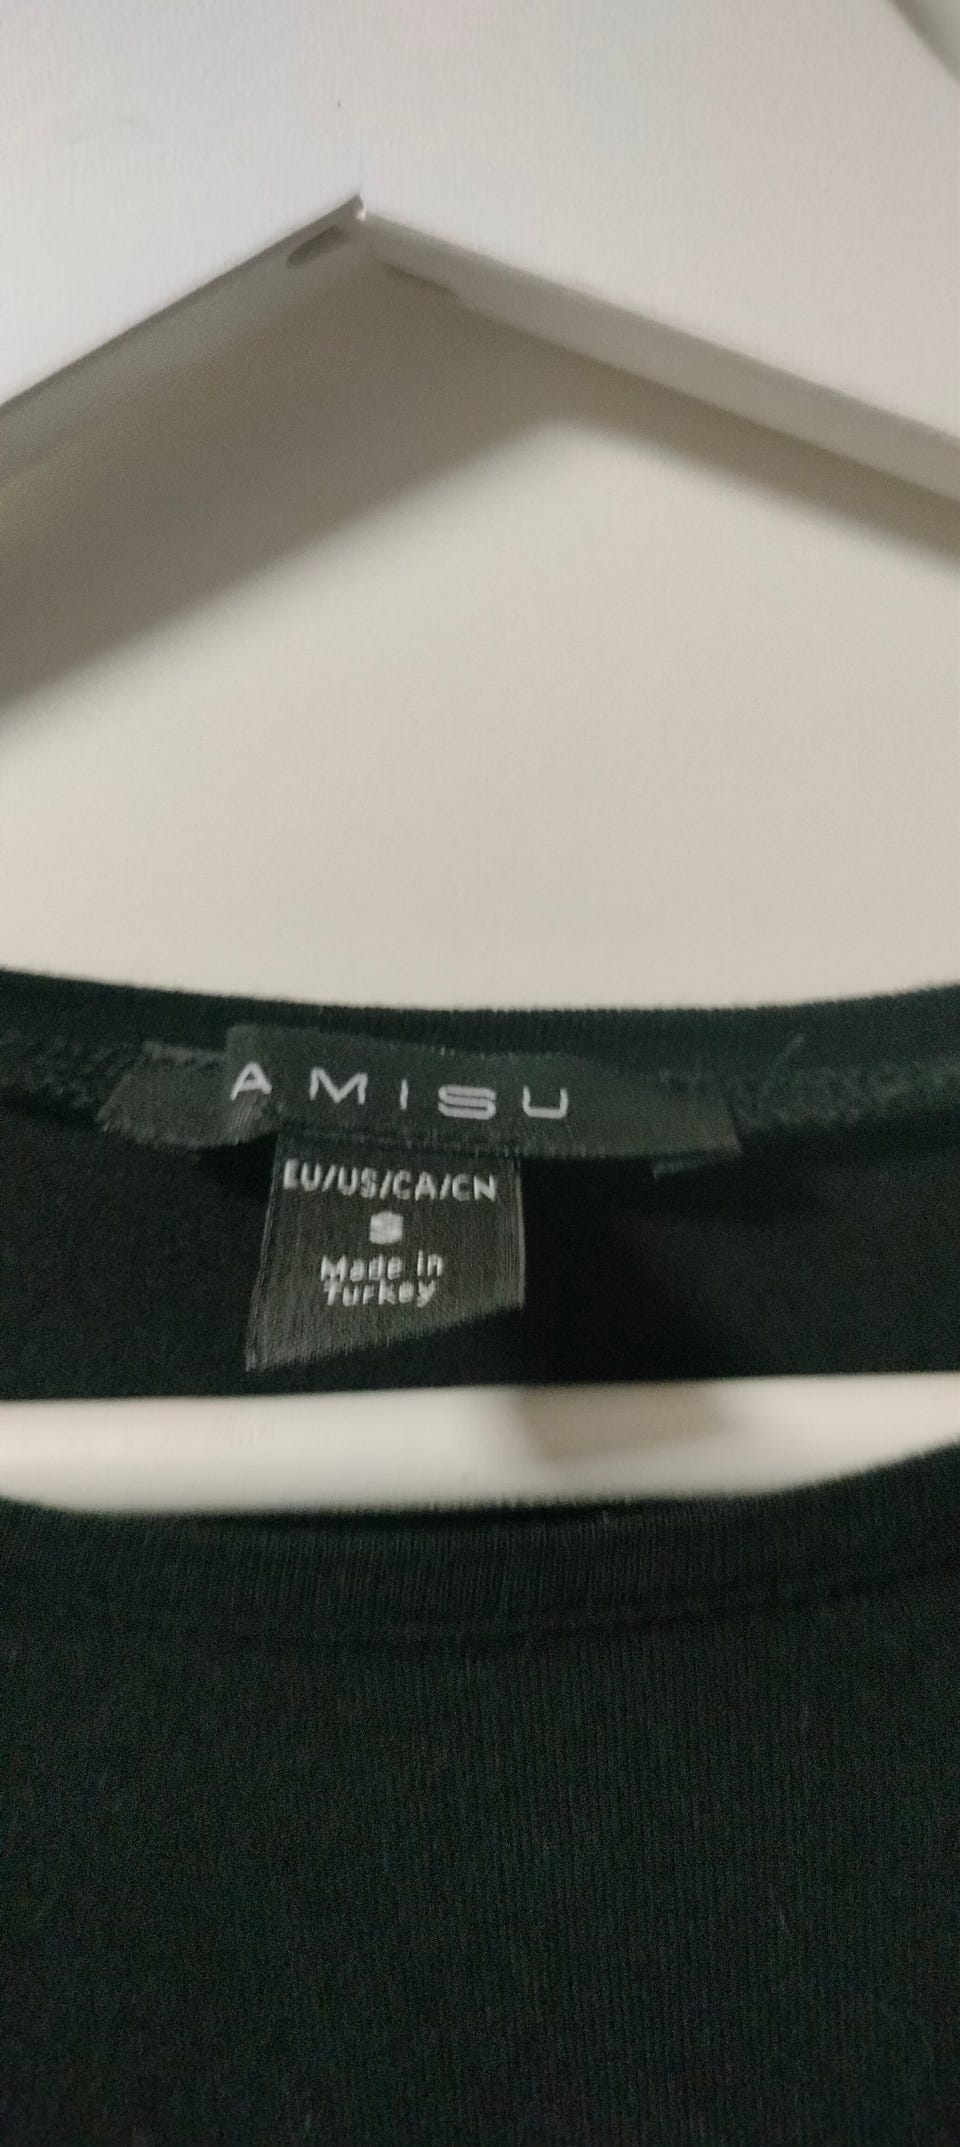 AMISU
EU/US/CA/CN
S
Made in
Turkey